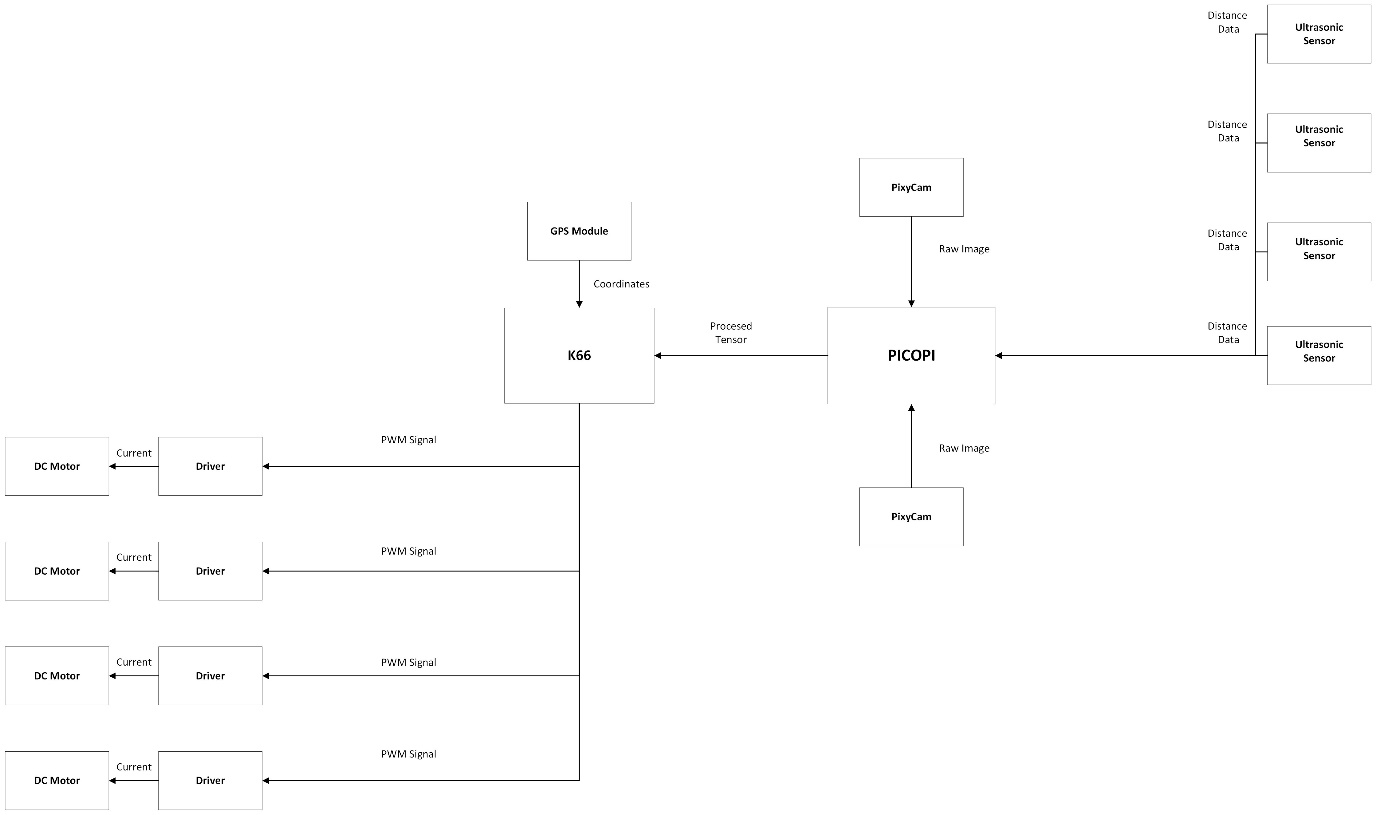 Distance
Data
Ultrasonic
Sensor
Distance
Data
Ultrasonic
Sensor
PixyCam
GPS Module
Distance
Data
Ultrasonic
Sensor
Raw Image
Coordinates
K66
Procesed
Tensor
PICOPI
Distance
Data
Ultrasonic
Sensor
PWM Signal
Raw Image
DC Motor
Current
Driver
PixyCam
PWM Signal
DC Motor
Current
Driver
PWM Signal
DC Motor
Current
Driver
PWM Signal
DC Motor
Current
Driver